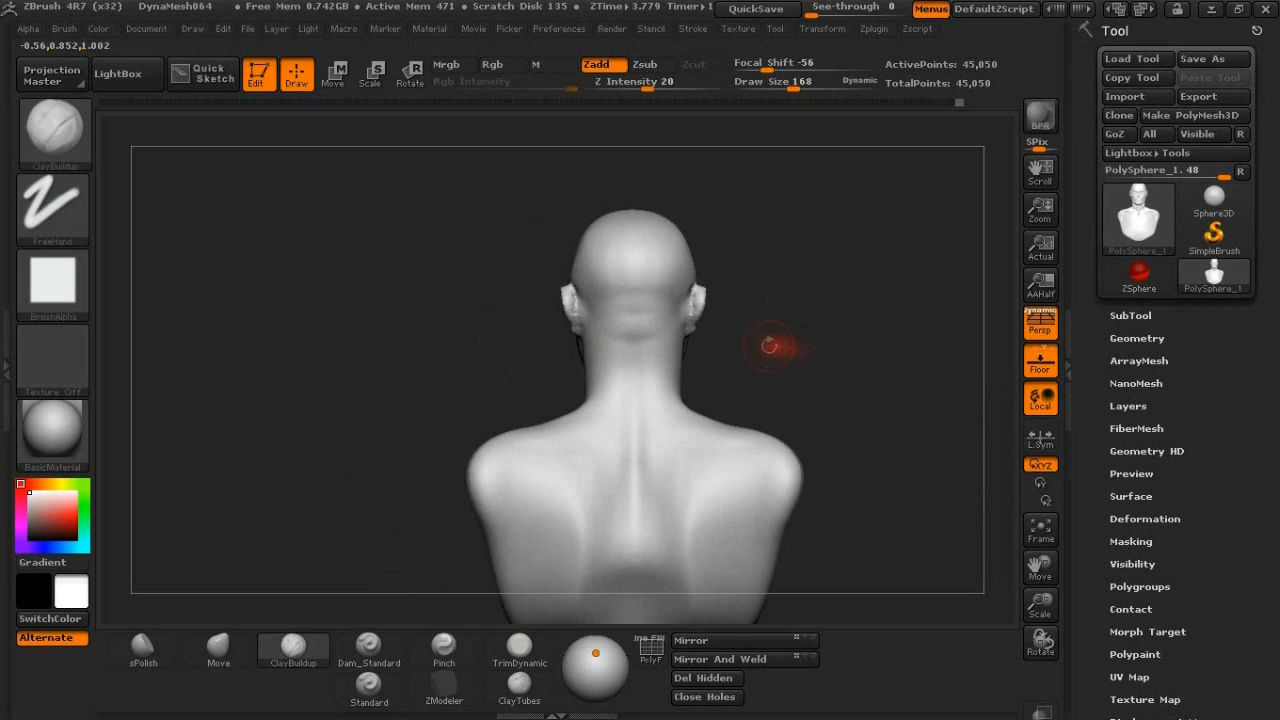 ZBrush 4R7 (x32) DynaMesh064 • Free Mem 0.742GB • Active Mem 471 • Scratch Disk 135 • ZTime▸3.779 Timer▸1 QuickSave See-through 0 Menus DefaultZScript
Alpha Brush Color Document Draw Edit File Layer Light Macro Marker Material Movie Picker Preferences Render Stencil Stroke Texture Tool Transform Zplugin Zscript
-0.56,0.852,1.002
Projection Master
LightBox
Quick Sketch
Edit
Draw
Move
Scale
Rotate
Mrgb Rgb M
Rgb Intensity
Zadd Zsub Zcut
Z Intensity 20
Focal Shift -56
Draw Size 168
Dynamic
ActivePoints: 45,050
TotalPoints: 45,050
ClayBuildup
FreeHand
BrushAlpha
Texture Off
BasicMaterial
Gradient
SwitchColor
Alternate
BPR
SPix
Scroll
Zoom
Actual
AAHalf
Dynamic
Persp
Floor
Local
L.Sym
XYZ
Frame
Move
Scale
Rotate
sPolish
Move
ClayBuildup
Dam_Standard
Pinch
TrimDynamic
Standard
ZModeler
ClayTubes
PolyF
Mirror
Mirror And Weld
Del Hidden
Close Holes
Tool
Load Tool Save As
Copy Tool Paste Tool
Import Export
Clone Make PolyMesh3D
GoZ All Visible R
Lightbox▸Tools
PolySphere_1. 48 R
PolySphere_1
Sphere3D
SimpleBrush
ZSphere
PolySphere_1
SubTool
Geometry
ArrayMesh
NanoMesh
Layers
FiberMesh
Geometry HD
Preview
Surface
Deformation
Masking
Visibility
Polygroups
Contact
Morph Target
Polypaint
UV Map
Texture Map